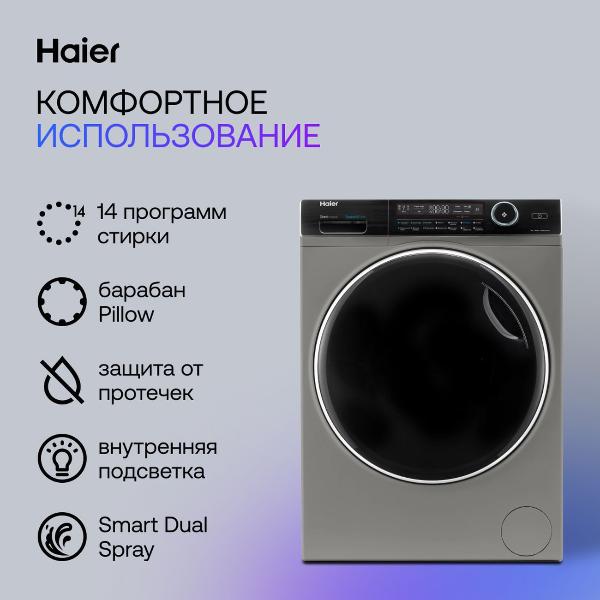 Haier
КОМФОРТНОЕ
ИСПОЛЬЗОВАНИЕ
14
14 программ
стирки
барабан
Pillow
защита от
протечек
внутренняя
подсветка
Smart Dual
Spray
Haier